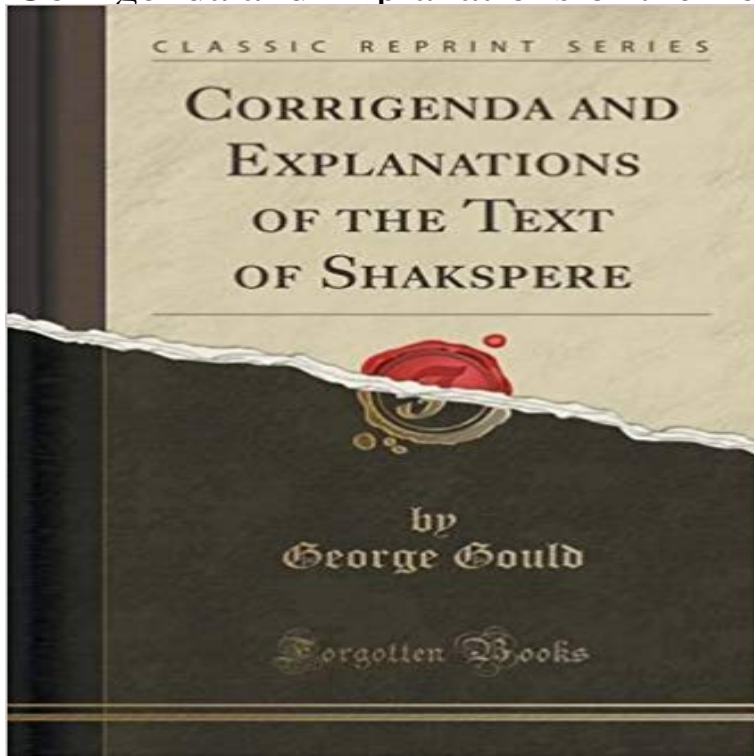 CLASSIC REPRINT SERIES
CORRIGENDA AND
EXPLANATIONS
OF THE TEXT
OF SHAKSPERE
by
George Gould
Forgotten Books